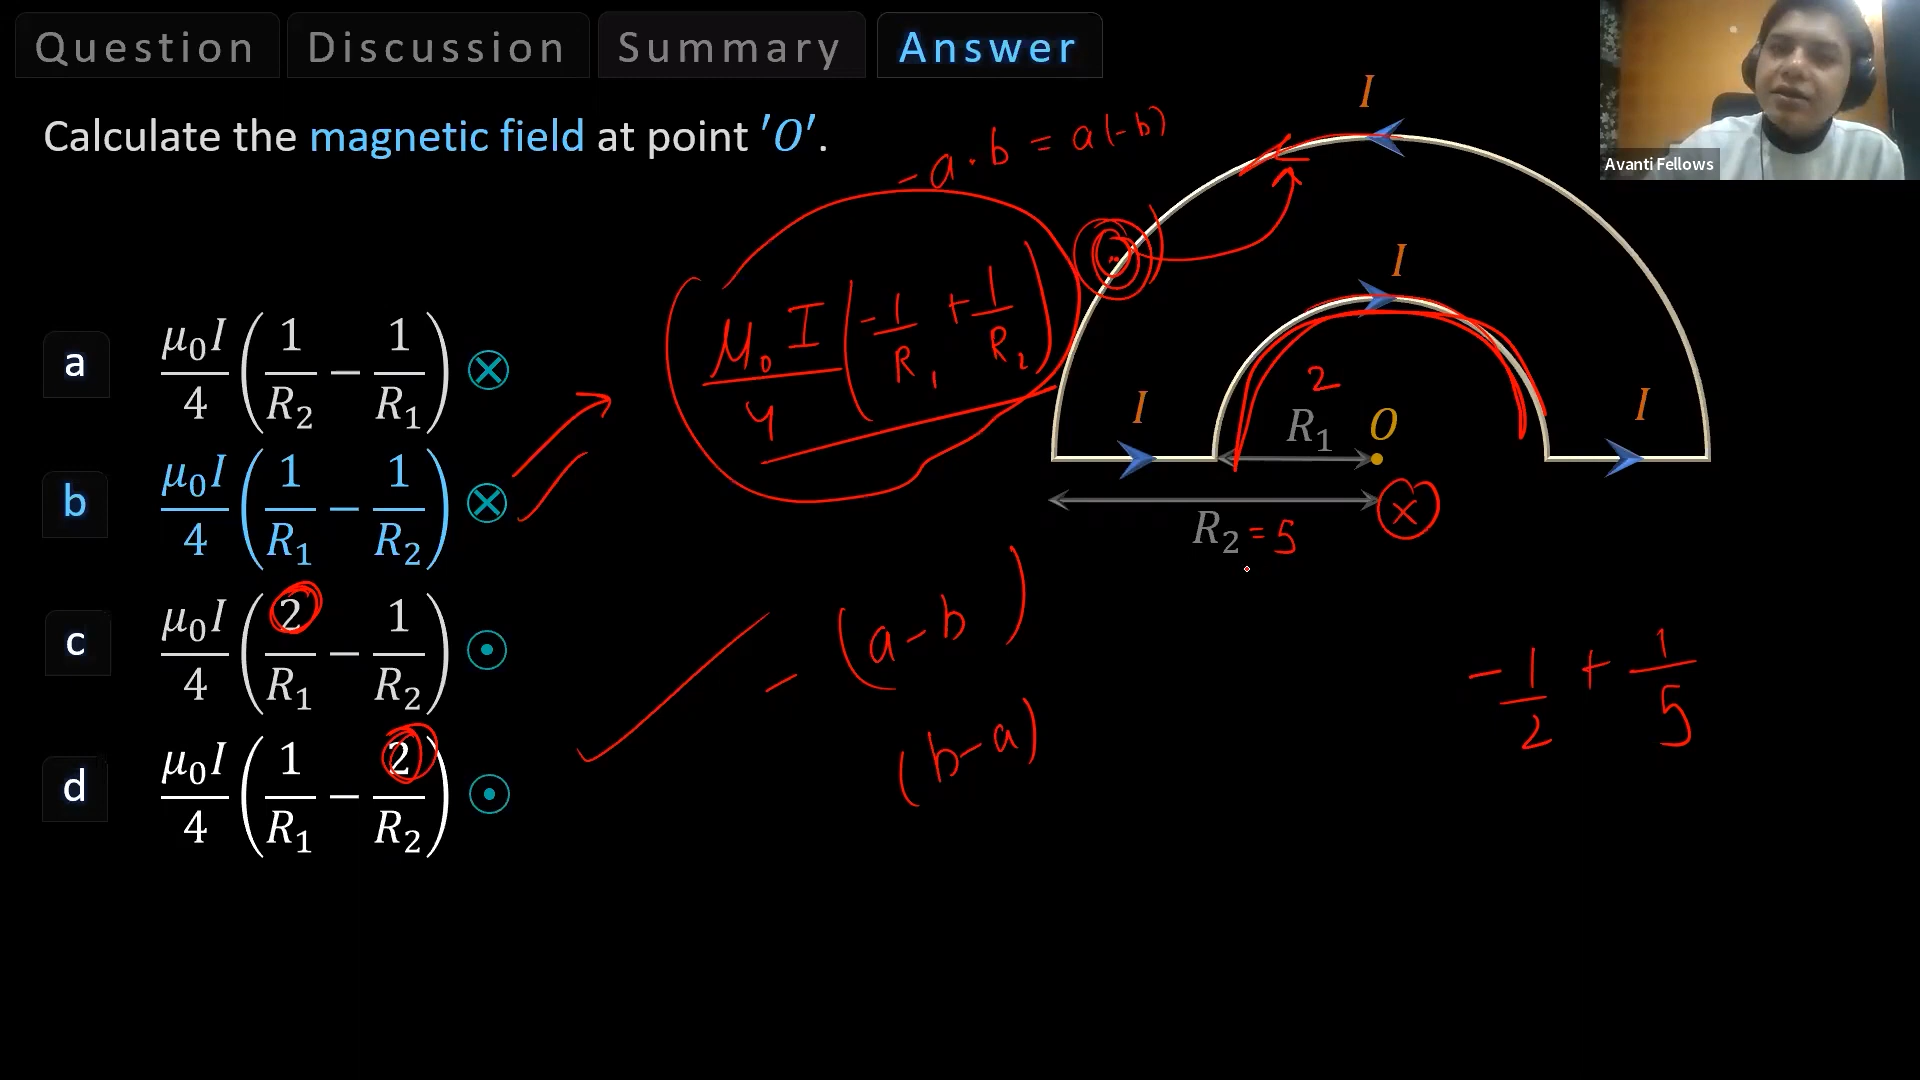 Question Discussion Summary Answer
Avanti Fellows
Calculate the magnetic field at point 'O'.
-a·b = a(-b)
a μ₀I/4 (1/R₂ − 1/R₁) ⊗
b μ₀I/4 (1/R₁ − 1/R₂) ⊗
c μ₀I/4 (2/R₁ − 1/R₂) ⊙
d μ₀I/4 (1/R₁ − 2/R₂) ⊙
μ₀ I/4 (-1/R₁ + 1/R₂)
- (a-b)
(b-a)
I
I
I
I
2
R₁
O
R₂ = 5
x
-1/2 + 1/5